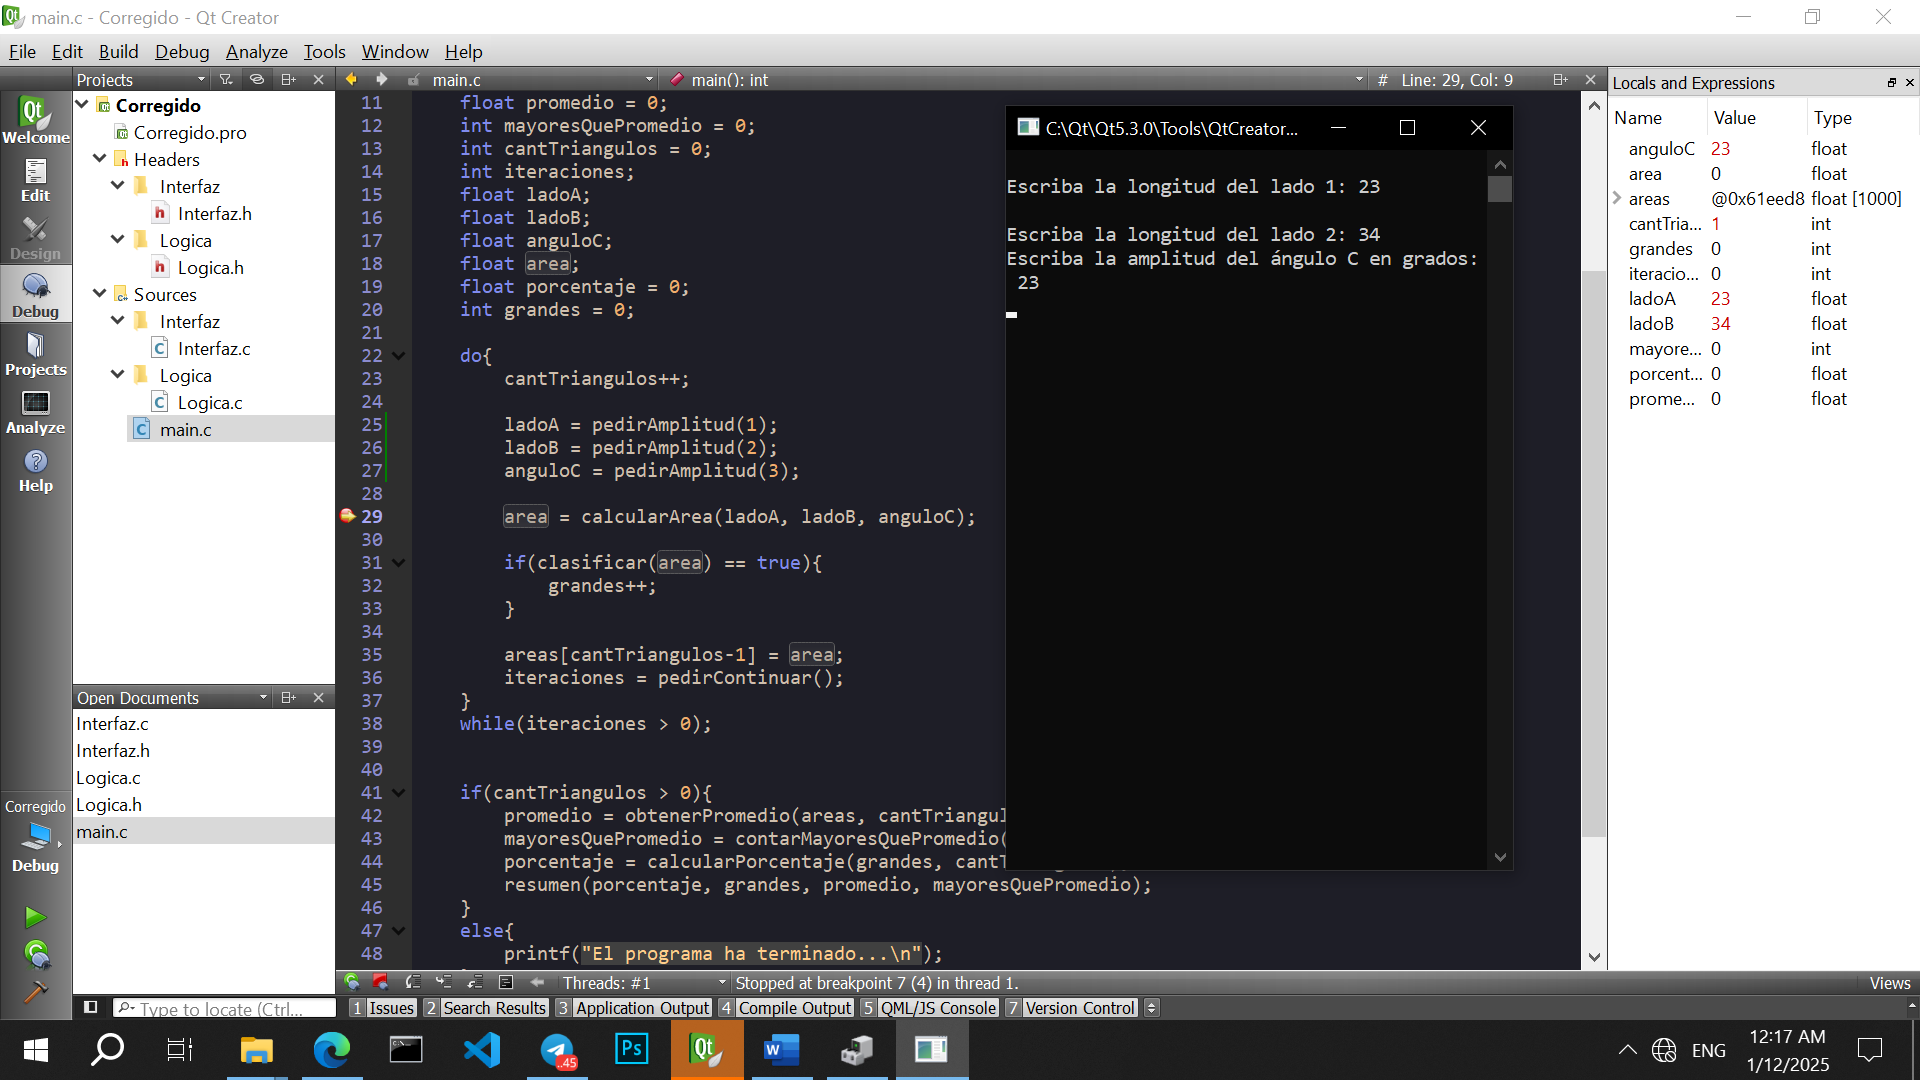 main.c - Corregido - Qt Creator
File Edit Build Debug Analyze Tools Window Help
Projects
main.c
main(): int
# Line: 29, Col: 9
Welcome
Edit
Design
Debug
Projects
Analyze
Help
Corregido
Debug
Corregido
Corregido.pro
Headers
Interfaz
Interfaz.h
Logica
Logica.h
Sources
Interfaz
Interfaz.c
Logica
Logica.c
main.c
Open Documents
Interfaz.c
Interfaz.h
Logica.c
Logica.h
main.c
11 float promedio = 0;
12 int mayoresQuePromedio = 0;
13 int cantTriangulos = 0;
14 int iteraciones;
15 float ladoA;
16 float ladoB;
17 float anguloC;
18 float area;
19 float porcentaje = 0;
20 int grandes = 0;
21
22 do{
23 cantTriangulos++;
24
25 ladoA = pedirAmplitud(1);
26 ladoB = pedirAmplitud(2);
27 anguloC = pedirAmplitud(3);
28
29 area = calcularArea(ladoA, ladoB, anguloC);
30
31 if(clasificar(area) == true){
32 grandes++;
33 }
34
35 areas[cantTriangulos-1] = area;
36 iteraciones = pedirContinuar();
37 }
38 while(iteraciones > 0);
39
40
41 if(cantTriangulos > 0){
42 promedio = obtenerPromedio(areas, cantTriangul
43 mayoresQuePromedio = contarMayoresQuePromedio(
44 porcentaje = calcularPorcentaje(grandes, cantT
45 resumen(porcentaje, grandes, promedio, mayoresQuePromedio);
46 }
47 else{
48 printf("El programa ha terminado...\n");
C:\Qt\Qt5.3.0\Tools\QtCreator...
Escriba la longitud del lado 1: 23
Escriba la longitud del lado 2: 34
Escriba la amplitud del ángulo C en grados:
23
Locals and Expressions
Name Value Type
anguloC 23 float
area 0 float
areas @0x61eed8 float [1000]
cantTria... 1 int
grandes 0 int
iteracio... 0 int
ladoA 23 float
ladoB 34 float
mayore... 0 int
porcent... 0 float
prome... 0 float
Threads: #1
Stopped at breakpoint 7 (4) in thread 1.
Views
Type to locate (Ctrl...
1 Issues 2 Search Results 3 Application Output 4 Compile Output 5 QML/JS Console 7 Version Control
..45
Ps
Qt
W
ENG
12:17 AM
1/12/2025